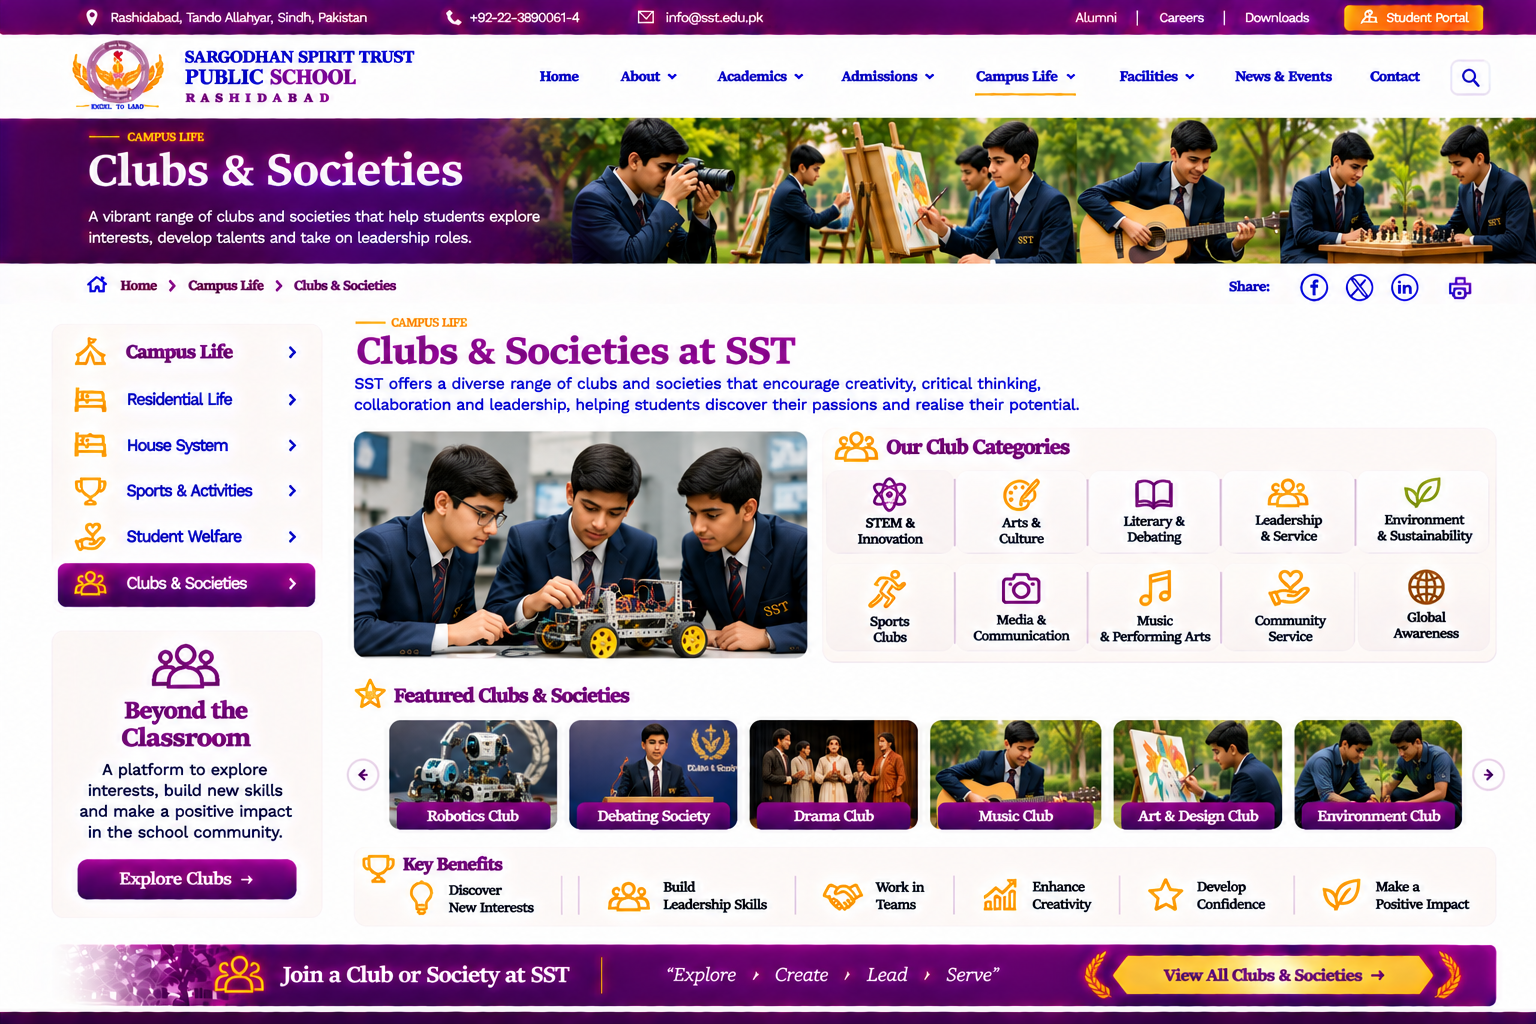 Rashidabad, Tando Allahyar, Sindh, Pakistan
+92-22-3890061-4
info@sst.edu.pk
Alumni
Careers
Downloads
Student Portal
SARGODHAN SPIRIT TRUST
PUBLIC SCHOOL
RASHIDABAD
EXCEL TO LEAD
Home
About
Academics
Admissions
Campus Life
Facilities
News & Events
Contact
CAMPUS LIFE
Clubs & Societies
A vibrant range of clubs and societies that help students explore
interests, develop talents and take on leadership roles.
SST
SST
Home
Campus Life
Clubs & Societies
Share:
Campus Life
Residential Life
House System
Sports & Activities
Student Welfare
Clubs & Societies
Beyond the
Classroom
A platform to explore
interests, build new skills
and make a positive impact
in the school community.
Explore Clubs →
CAMPUS LIFE
Clubs & Societies at SST
SST offers a diverse range of clubs and societies that encourage creativity, critical thinking,
collaboration and leadership, helping students discover their passions and realise their potential.
SST
Our Club Categories
STEM &
Innovation
Arts &
Culture
Literary &
Debating
Leadership
& Service
Environment
& Sustainability
Sports
Clubs
Media &
Communication
Music
& Performing Arts
Community
Service
Global
Awareness
Featured Clubs & Societies
Robotics Club
Debating Society
Drama Club
Music Club
Art & Design Club
Environment Club
Key Benefits
Discover
New Interests
Build
Leadership Skills
Work in
Teams
Enhance
Creativity
Develop
Confidence
Make a
Positive Impact
Join a Club or Society at SST
“Explore › Create › Lead › Serve”
View All Clubs & Societies →